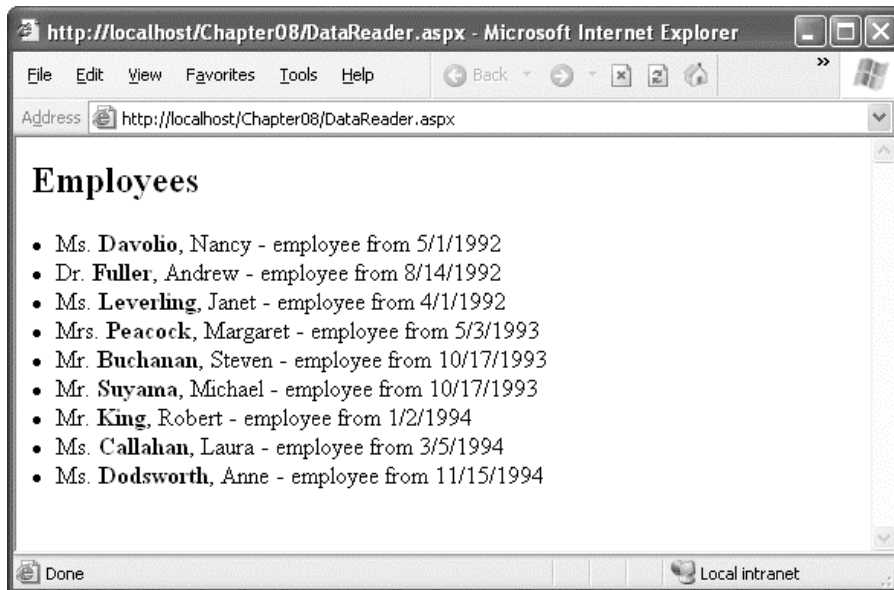 http://localhost/Chapter08/DataReader.aspx - Microsoft Internet Explorer
File Edit View Favorites Tools Help Back »
Address http://localhost/Chapter08/DataReader.aspx
Employees
• Ms. Davolio, Nancy - employee from 5/1/1992
• Dr. Fuller, Andrew - employee from 8/14/1992
• Ms. Leverling, Janet - employee from 4/1/1992
• Mrs. Peacock, Margaret - employee from 5/3/1993
• Mr. Buchanan, Steven - employee from 10/17/1993
• Mr. Suyama, Michael - employee from 10/17/1993
• Mr. King, Robert - employee from 1/2/1994
• Ms. Callahan, Laura - employee from 3/5/1994
• Ms. Dodsworth, Anne - employee from 11/15/1994
Done Local intranet